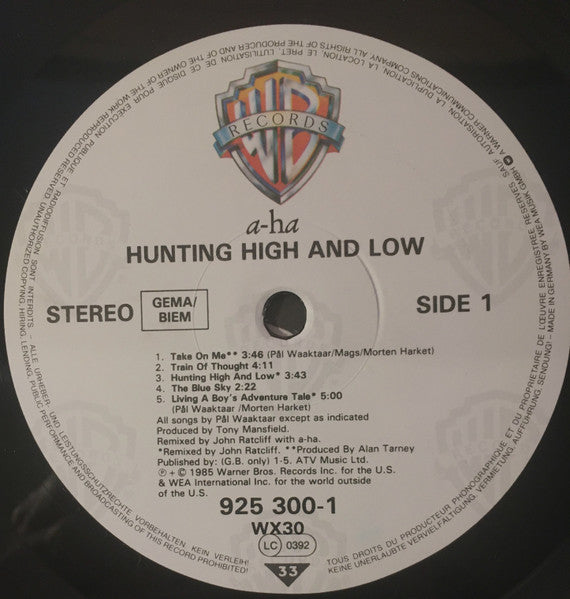 WB
RECORDS
a-ha
HUNTING HIGH AND LOW
STEREO
GEMA/
BIEM
SIDE 1
1. Take On Me** 3:46 (Pål Waaktaar/Mags/Morten Harket)
2. Train Of Thought 4:11
3. Hunting High And Low* 3:43
4. The Blue Sky 2:22
5. Living A Boy's Adventure Tale* 5:00
(Pål Waaktaar /Morten Harket)
All songs by Pål Waaktaar except as indicated
Produced by Tony Mansfield.
Remixed by John Ratcliff with a-ha.
*Remixed by John Ratcliff. **Produced By Alan Tarney
Published by: (G.B. only) 1-5. ATV Music Ltd.
℗ + © 1985 Warner Bros. Records Inc. for the U.S.
& WEA International Inc. for the world outside
of the U.S.
925 300-1
WX30
LC 0392
33
ALLE URHEBER- UND LEISTUNGSSCHUTZRECHTE VORBEHALTEN. KEIN VERLEIH!
KEINE UNERLAUBTE VERVIELFÄLTIGUNG, VERMIETUNG, AUFFÜHRUNG, SENDUNG! – MADE IN GERMANY BY WEA MUSIK GMBH A WARNER COMMUNICATIONS COMPANY. ALL RIGHTS OF THE PRODUCER AND OF THE OWNER OF THE WORK REPRODUCED RESERVED. UNAUTHORIZED COPYING, HIRING, LENDING, PUBLIC PERFORMANCE AND BROADCASTING OF THIS RECORD PROHIBITED!
TOUS DROITS DU PRODUCTEUR PHONOGRAPHIQUE ET DU PROPRIETAIRE DE L'ŒUVRE ENREGISTREE RESERVES. SAUF AUTORISATION, LA DUPLICATION, LA LOCATION, LE PRET, L'UTILISATION DE CE DISQUE POUR EXECUTION PUBLIQUE ET RADIODIFFUSION SONT INTERDITS –